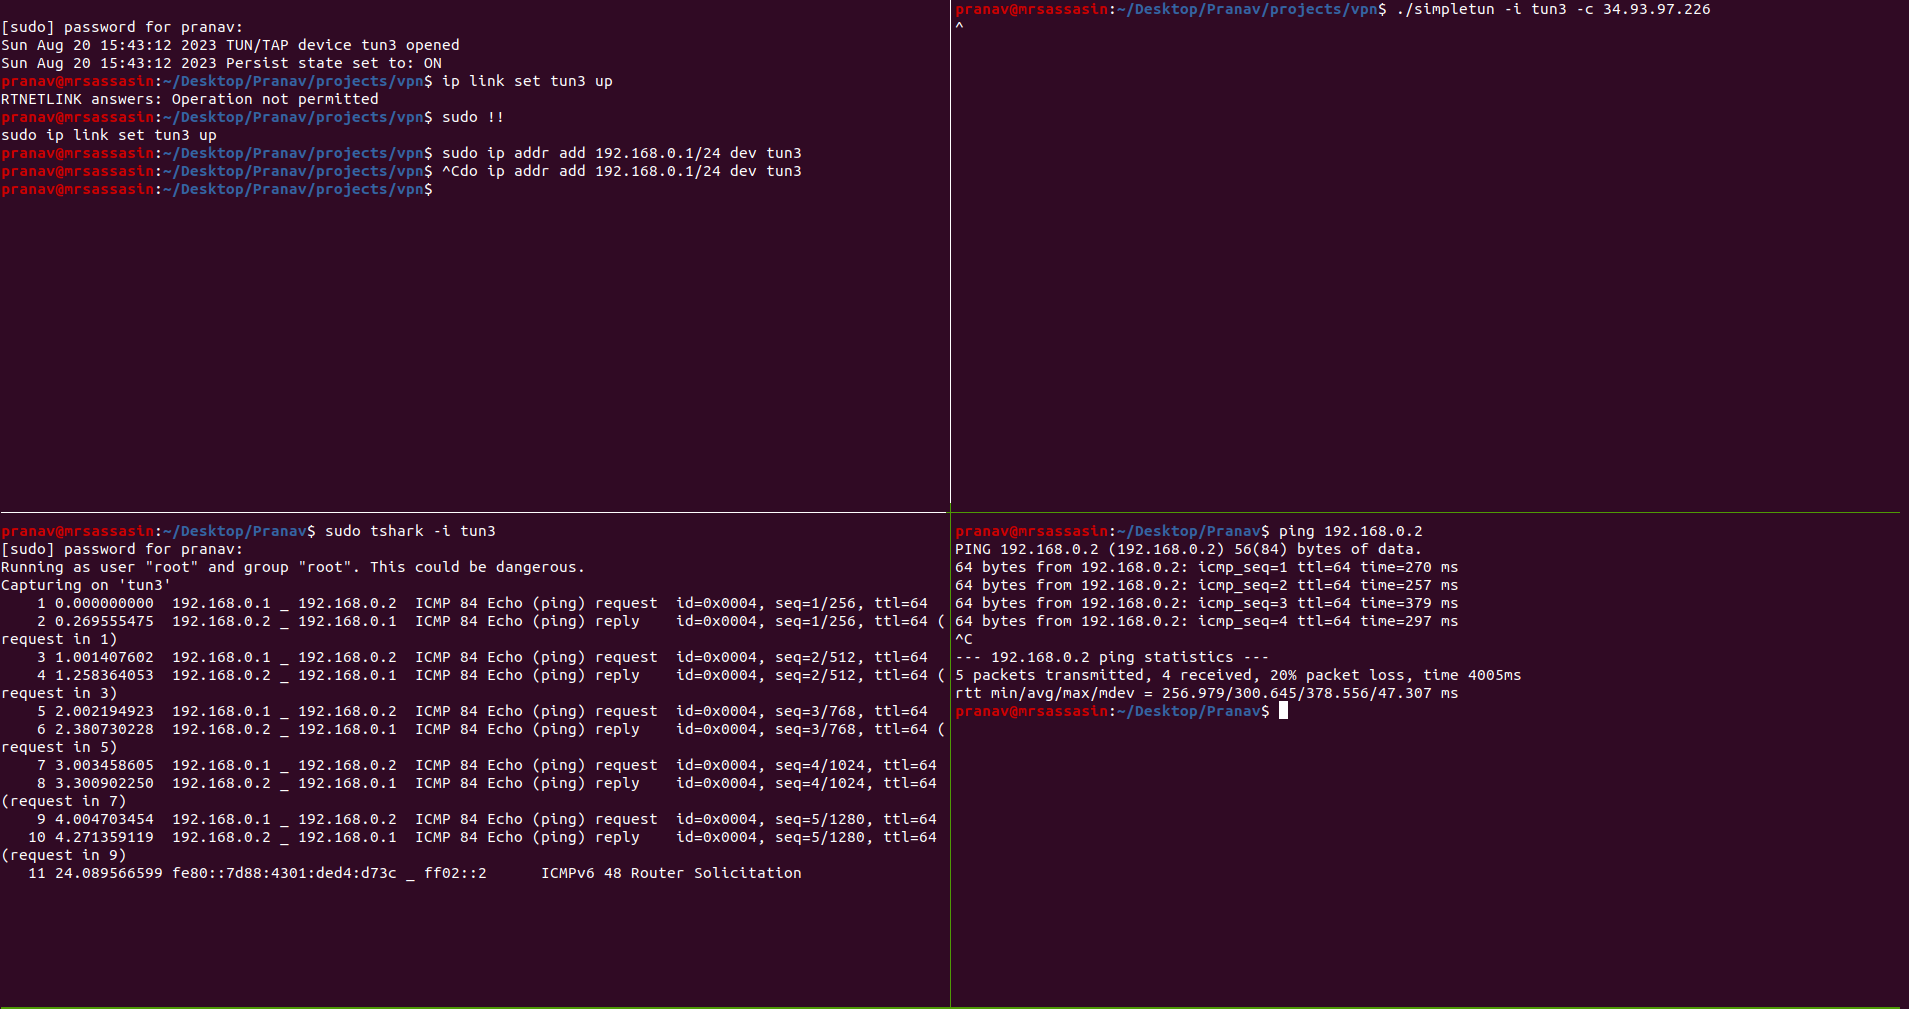 [sudo] password for pranav:
Sun Aug 20 15:43:12 2023 TUN/TAP device tun3 opened
Sun Aug 20 15:43:12 2023 Persist state set to: ON
pranav@mrsassasin:~/Desktop/Pranav/projects/vpn$ ip link set tun3 up
RTNETLINK answers: Operation not permitted
pranav@mrsassasin:~/Desktop/Pranav/projects/vpn$ sudo !!
sudo ip link set tun3 up
pranav@mrsassasin:~/Desktop/Pranav/projects/vpn$ sudo ip addr add 192.168.0.1/24 dev tun3
pranav@mrsassasin:~/Desktop/Pranav/projects/vpn$ ^Cdo ip addr add 192.168.0.1/24 dev tun3
pranav@mrsassasin:~/Desktop/Pranav/projects/vpn$
pranav@mrsassasin:~/Desktop/Pranav/projects/vpn$ ./simpletun -i tun3 -c 34.93.97.226
^
pranav@mrsassasin:~/Desktop/Pranav$ sudo tshark -i tun3
[sudo] password for pranav:
Running as user "root" and group "root". This could be dangerous.
Capturing on 'tun3'
    1 0.000000000  192.168.0.1 _ 192.168.0.2  ICMP 84 Echo (ping) request  id=0x0004, seq=1/256, ttl=64
    2 0.269555475  192.168.0.2 _ 192.168.0.1  ICMP 84 Echo (ping) reply    id=0x0004, seq=1/256, ttl=64 (
request in 1)
    3 1.001407602  192.168.0.1 _ 192.168.0.2  ICMP 84 Echo (ping) request  id=0x0004, seq=2/512, ttl=64
    4 1.258364053  192.168.0.2 _ 192.168.0.1  ICMP 84 Echo (ping) reply    id=0x0004, seq=2/512, ttl=64 (
request in 3)
    5 2.002194923  192.168.0.1 _ 192.168.0.2  ICMP 84 Echo (ping) request  id=0x0004, seq=3/768, ttl=64
    6 2.380730228  192.168.0.2 _ 192.168.0.1  ICMP 84 Echo (ping) reply    id=0x0004, seq=3/768, ttl=64 (
request in 5)
    7 3.003458605  192.168.0.1 _ 192.168.0.2  ICMP 84 Echo (ping) request  id=0x0004, seq=4/1024, ttl=64
    8 3.300902250  192.168.0.2 _ 192.168.0.1  ICMP 84 Echo (ping) reply    id=0x0004, seq=4/1024, ttl=64
(request in 7)
    9 4.004703454  192.168.0.1 _ 192.168.0.2  ICMP 84 Echo (ping) request  id=0x0004, seq=5/1280, ttl=64
   10 4.271359119  192.168.0.2 _ 192.168.0.1  ICMP 84 Echo (ping) reply    id=0x0004, seq=5/1280, ttl=64
(request in 9)
   11 24.089566599 fe80::7d88:4301:ded4:d73c _ ff02::2      ICMPv6 48 Router Solicitation
pranav@mrsassasin:~/Desktop/Pranav$ ping 192.168.0.2
PING 192.168.0.2 (192.168.0.2) 56(84) bytes of data.
64 bytes from 192.168.0.2: icmp_seq=1 ttl=64 time=270 ms
64 bytes from 192.168.0.2: icmp_seq=2 ttl=64 time=257 ms
64 bytes from 192.168.0.2: icmp_seq=3 ttl=64 time=379 ms
64 bytes from 192.168.0.2: icmp_seq=4 ttl=64 time=297 ms
^C
--- 192.168.0.2 ping statistics ---
5 packets transmitted, 4 received, 20% packet loss, time 4005ms
rtt min/avg/max/mdev = 256.979/300.645/378.556/47.307 ms
pranav@mrsassasin:~/Desktop/Pranav$